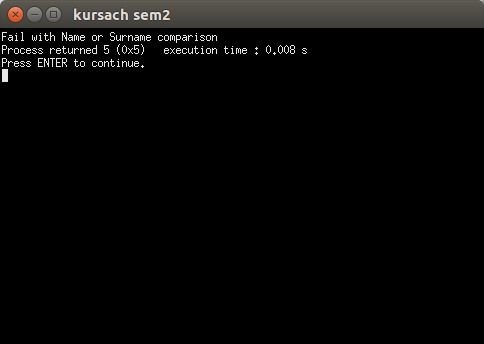 kursach sem2
Fail with Name or Surname comparison
Process returned 5 (0x5)   execution time : 0.008 s
Press ENTER to continue.